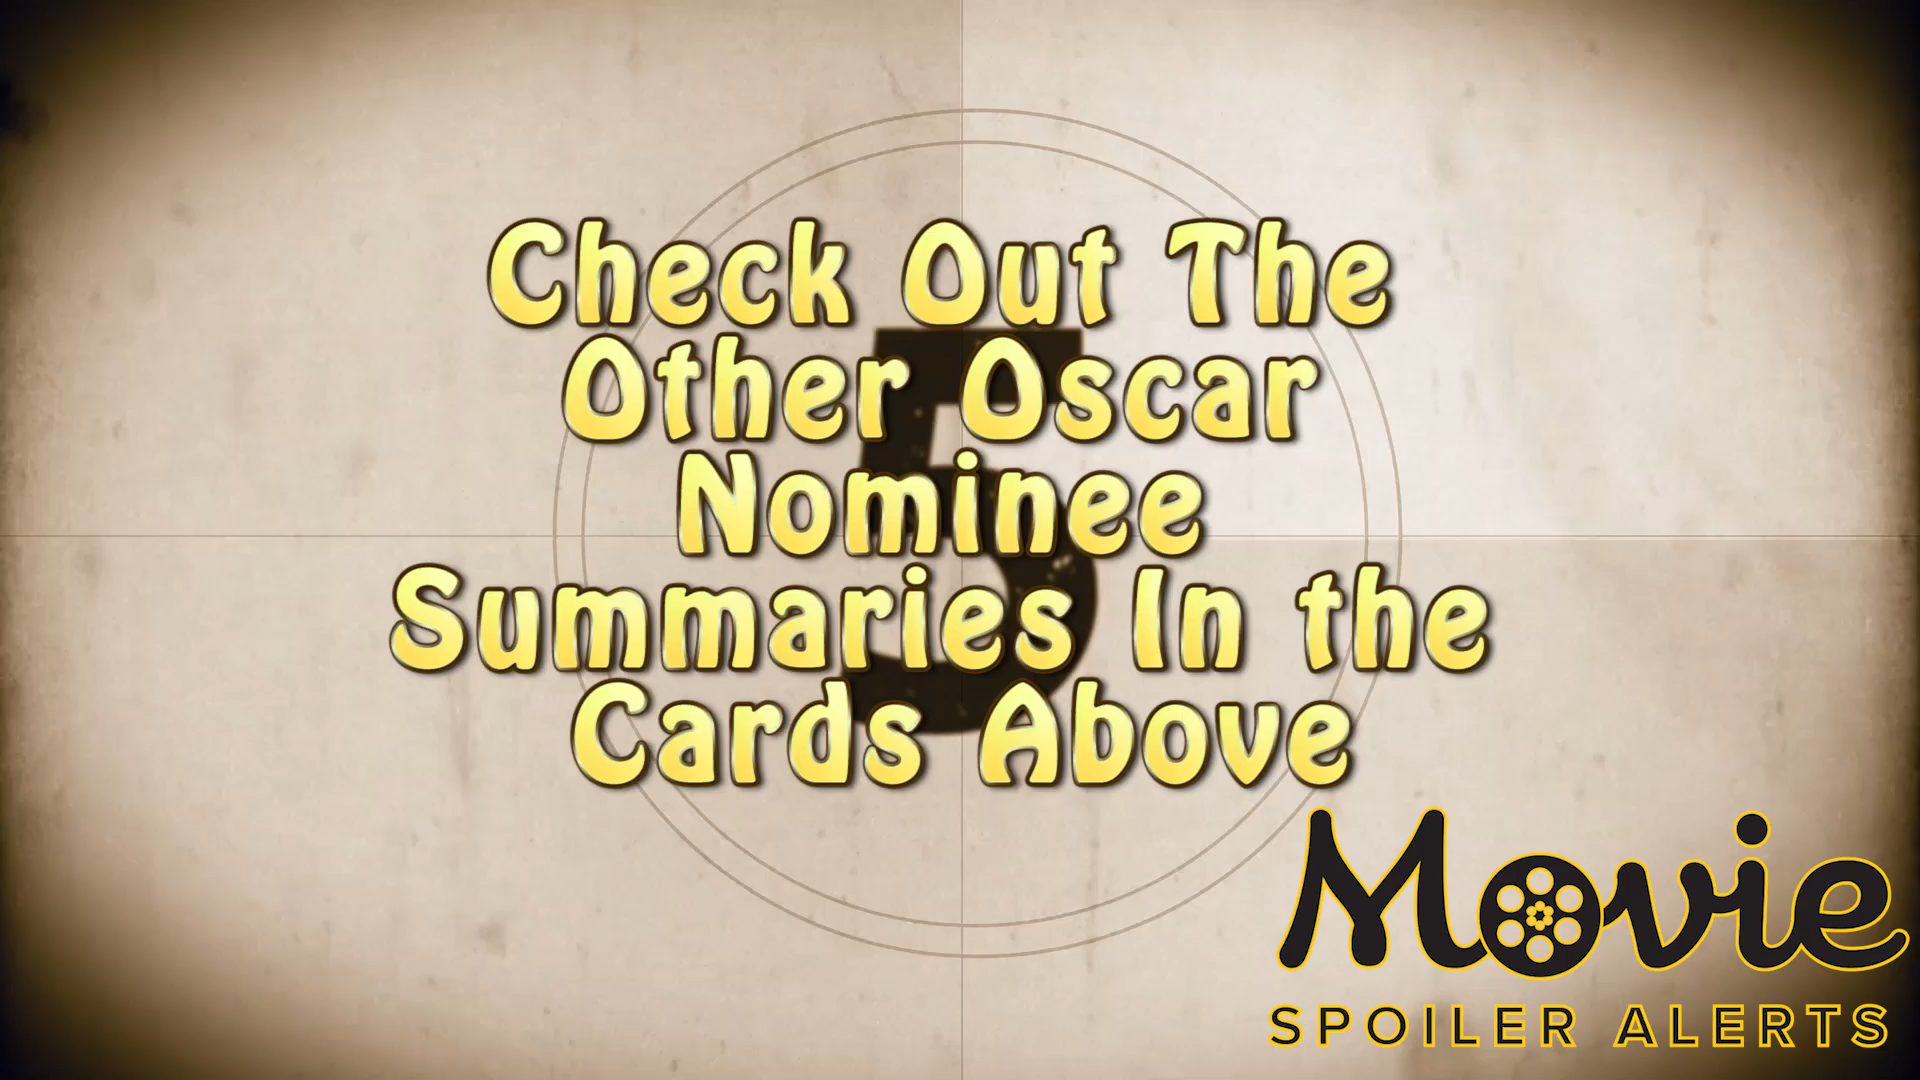 Check Out The
Other Oscar
Nominee
Summaries In the
Cards Above
5
Movie
SPOILER ALERTS